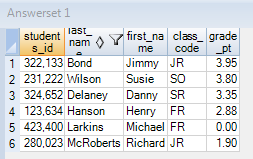 Answerset 1
students_id last_name first_name class_code grade_pt
1 322,133 Bond Jimmy JR 3.95
2 231,222 Wilson Susie SO 3.80
3 324,652 Delaney Danny SR 3.35
4 123,634 Hanson Henry FR 2.88
5 423,400 Larkins Michael FR 0.00
6 280,023 McRoberts Richard JR 1.90